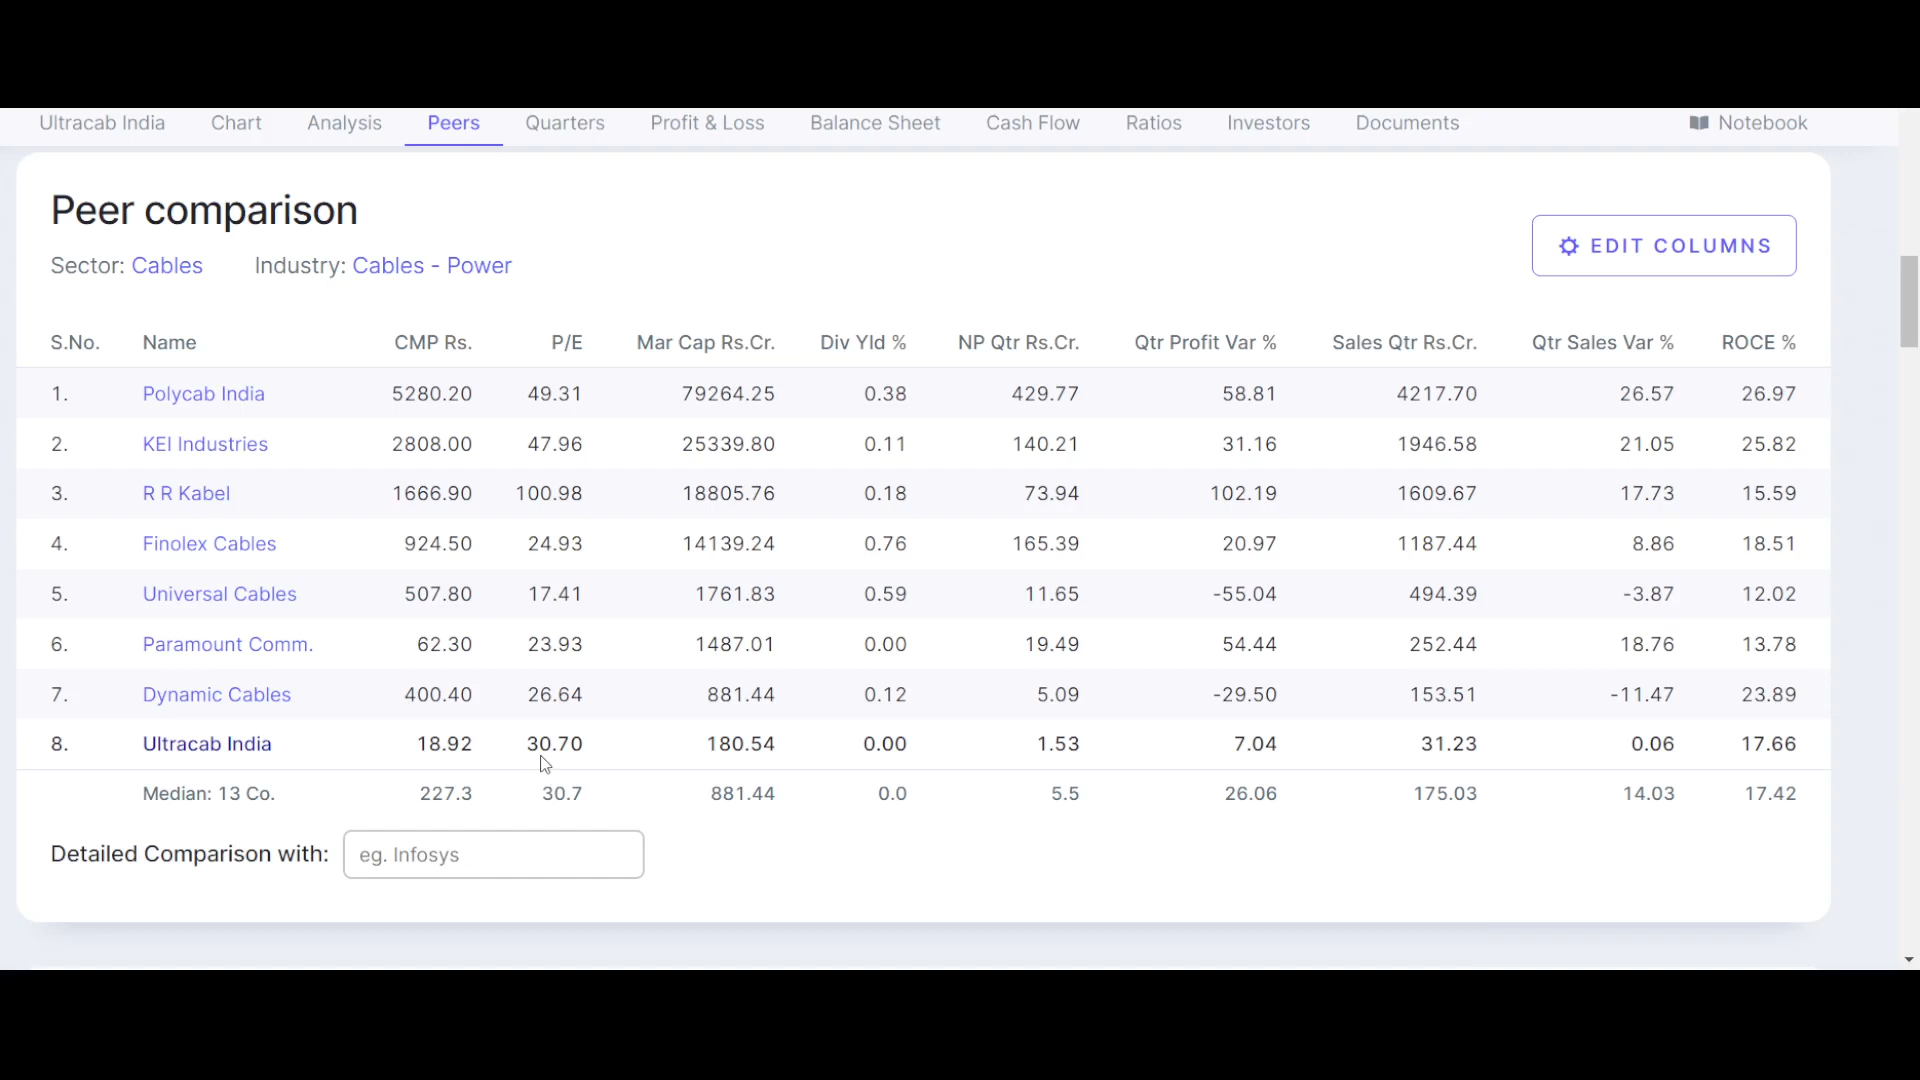 Ultracab India Chart Analysis Peers Quarters Profit & Loss Balance Sheet Cash Flow Ratios Investors Documents Notebook
Peer comparison
EDIT COLUMNS
Sector: Cables Industry: Cables - Power
S.No. Name CMP Rs. P/E Mar Cap Rs.Cr. Div Yld % NP Qtr Rs.Cr. Qtr Profit Var % Sales Qtr Rs.Cr. Qtr Sales Var % ROCE %
1. Polycab India 5280.20 49.31 79264.25 0.38 429.77 58.81 4217.70 26.57 26.97
2. KEI Industries 2808.00 47.96 25339.80 0.11 140.21 31.16 1946.58 21.05 25.82
3. R R Kabel 1666.90 100.98 18805.76 0.18 73.94 102.19 1609.67 17.73 15.59
4. Finolex Cables 924.50 24.93 14139.24 0.76 165.39 20.97 1187.44 8.86 18.51
5. Universal Cables 507.80 17.41 1761.83 0.59 11.65 -55.04 494.39 -3.87 12.02
6. Paramount Comm. 62.30 23.93 1487.01 0.00 19.49 54.44 252.44 18.76 13.78
7. Dynamic Cables 400.40 26.64 881.44 0.12 5.09 -29.50 153.51 -11.47 23.89
8. Ultracab India 18.92 30.70 180.54 0.00 1.53 7.04 31.23 0.06 17.66
Median: 13 Co. 227.3 30.7 881.44 0.0 5.5 26.06 175.03 14.03 17.42
Detailed Comparison with: eg. Infosys